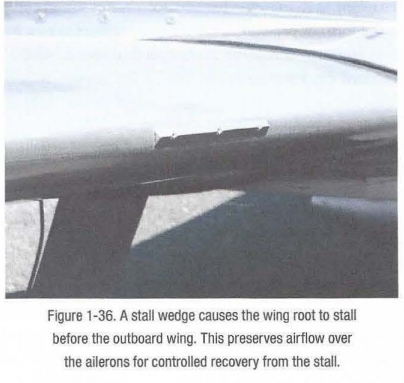 Figure 1-36. A stall wedge causes the wing root to stall
before the outboard wing. This preserves airflow over
the ailerons for controlled recovery from the stall.